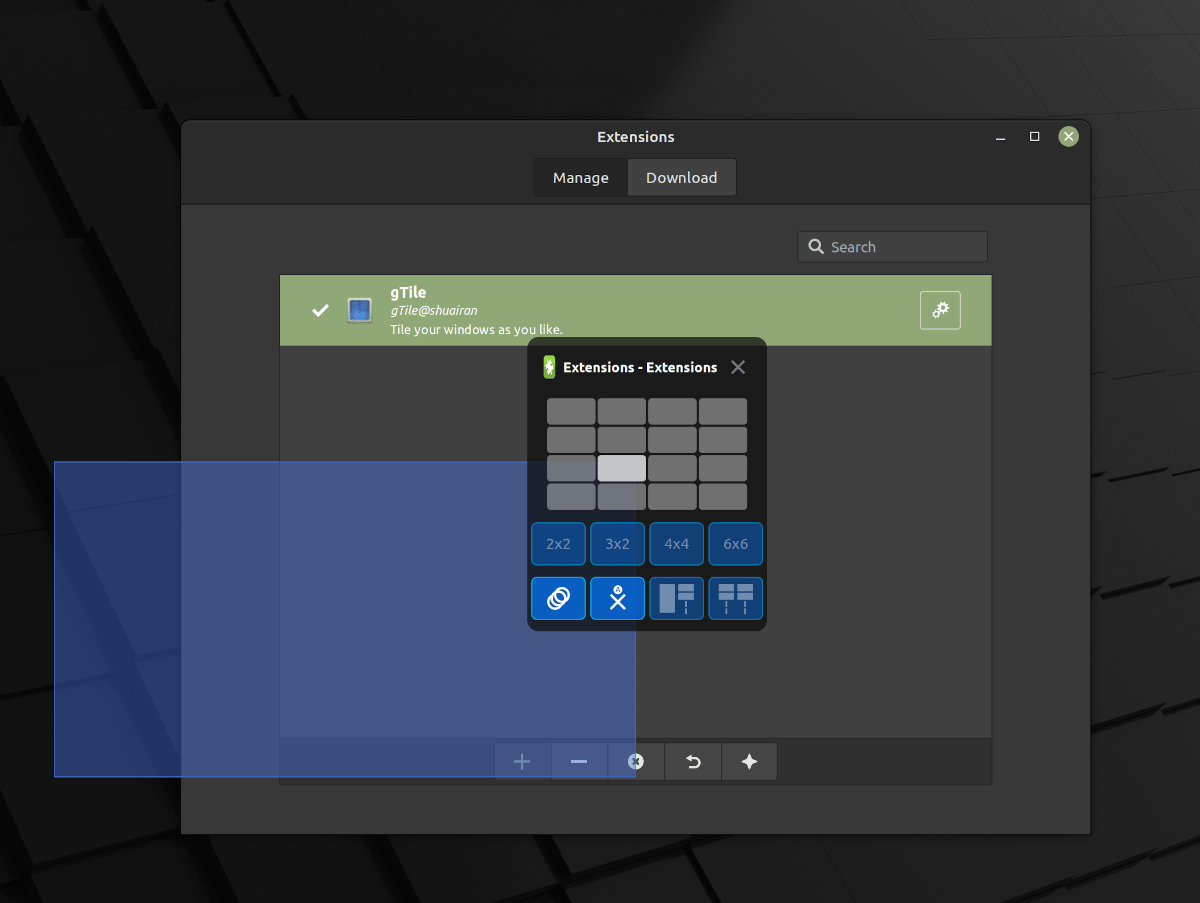 Extensions
Manage Download
Search
gTile
gTile@shuairan
Tile your windows as you like.
Extensions - Extensions
2x2 3x2 4x4 6x6
A